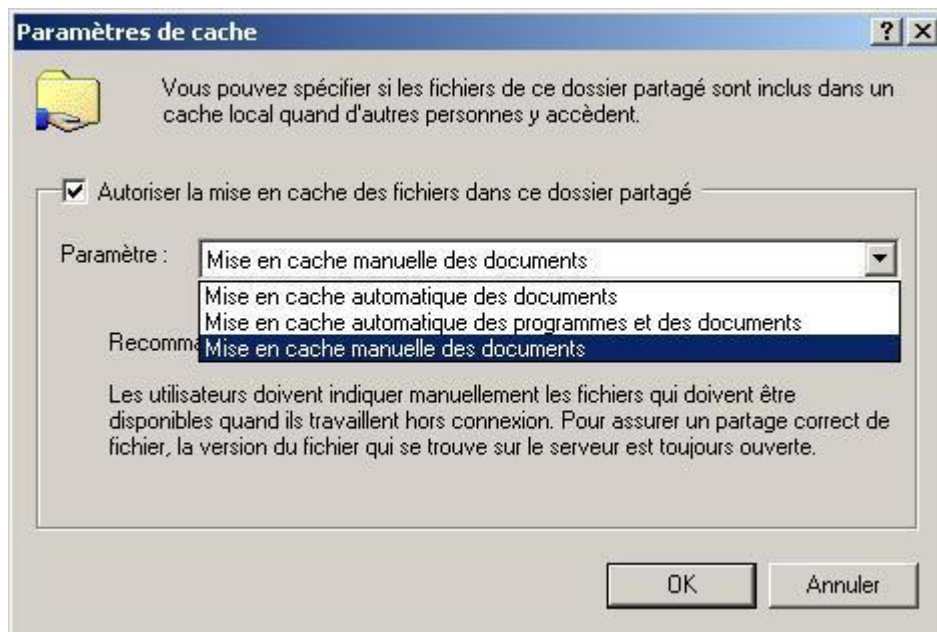 Paramètres de cache
Vous pouvez spécifier si les fichiers de ce dossier partagé sont inclus dans un
cache local quand d'autres personnes y accèdent.
Autoriser la mise en cache des fichiers dans ce dossier partagé
Paramètre : Mise en cache manuelle des documents
Mise en cache automatique des documents
Mise en cache automatique des programmes et des documents
Mise en cache manuelle des documents
Les utilisateurs doivent indiquer manuellement les fichiers qui doivent être
disponibles quand ils travaillent hors connexion. Pour assurer un partage correct de
fichier, la version du fichier qui se trouve sur le serveur est toujours ouverte.
OK Annuler